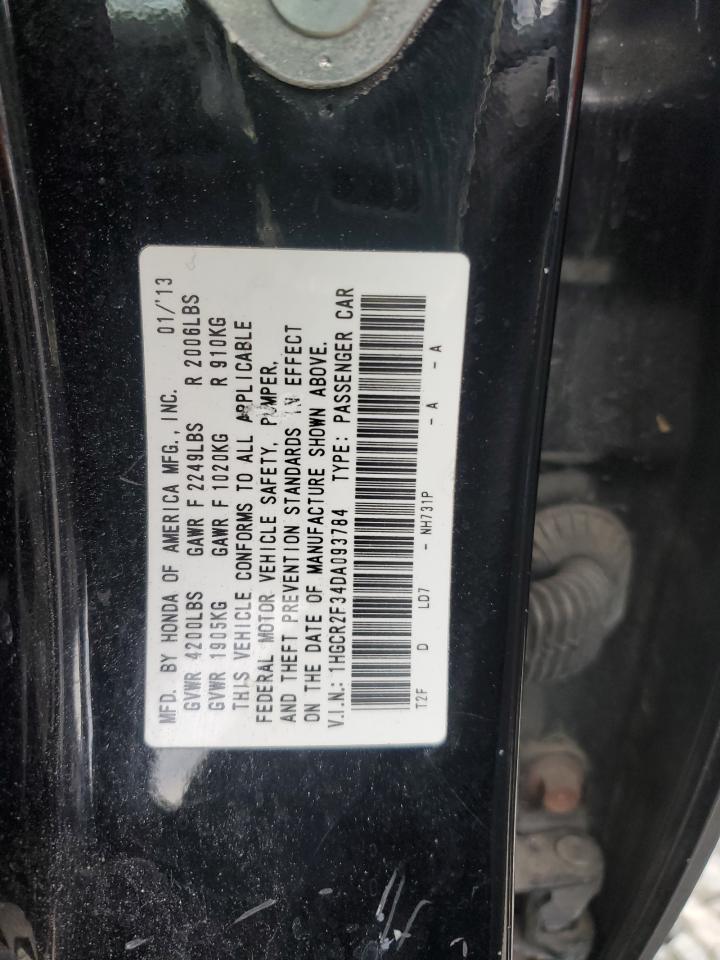 MFD. BY HONDA OF AMERICA MFG., INC. 01/'13
GVWR 4200LBS GAWR F 2249LBS R 2006LBS
GVWR 1905KG GAWR F 1020KG R 910KG
THIS VEHICLE CONFORMS TO ALL APPLICABLE
FEDERAL MOTOR VEHICLE SAFETY, PUMPER,
AND THEFT PREVENTION STANDARDS IN EFFECT
ON THE DATE OF MANUFACTURE SHOWN ABOVE.
V.I.N.: 1HGCR2F34DA093784 TYPE: PASSENGER CAR
T2F D LD7 - NH731P - A - A